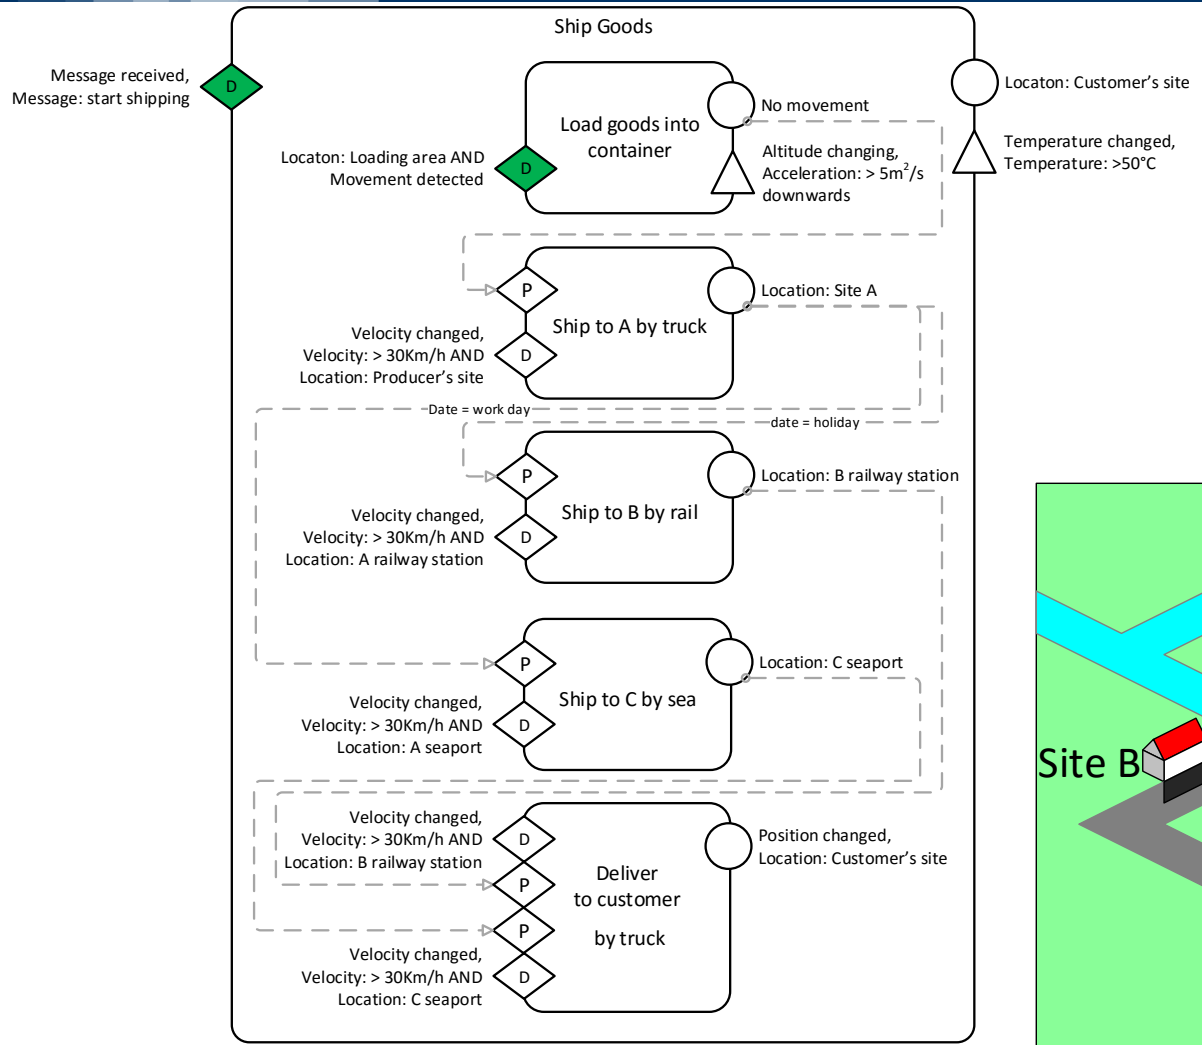 Ship Goods
Message received,
Message: start shipping
D
Locaton: Customer's site
Temperature changed,
Temperature: >50°C
Load goods into
container
No movement
Locaton: Loading area AND
Movement detected
D
Altitude changing,
Acceleration: > 5m²/s
downwards
P
Ship to A by truck
Location: Site A
Velocity changed,
Velocity: > 30Km/h AND
Location: Producer's site
D
Date = work day
date = holiday
P
Ship to B by rail
Location: B railway station
Velocity changed,
Velocity: > 30Km/h AND
Location: A railway station
D
P
Ship to C by sea
Location: C seaport
Velocity changed,
Velocity: > 30Km/h AND
Location: A seaport
D
Site B
Velocity changed,
Velocity: > 30Km/h AND
Location: B railway station
D
P
P
D
Deliver
to customer
by truck
Position changed,
Location: Customer's site
Velocity changed,
Velocity: > 30Km/h AND
Location: C seaport